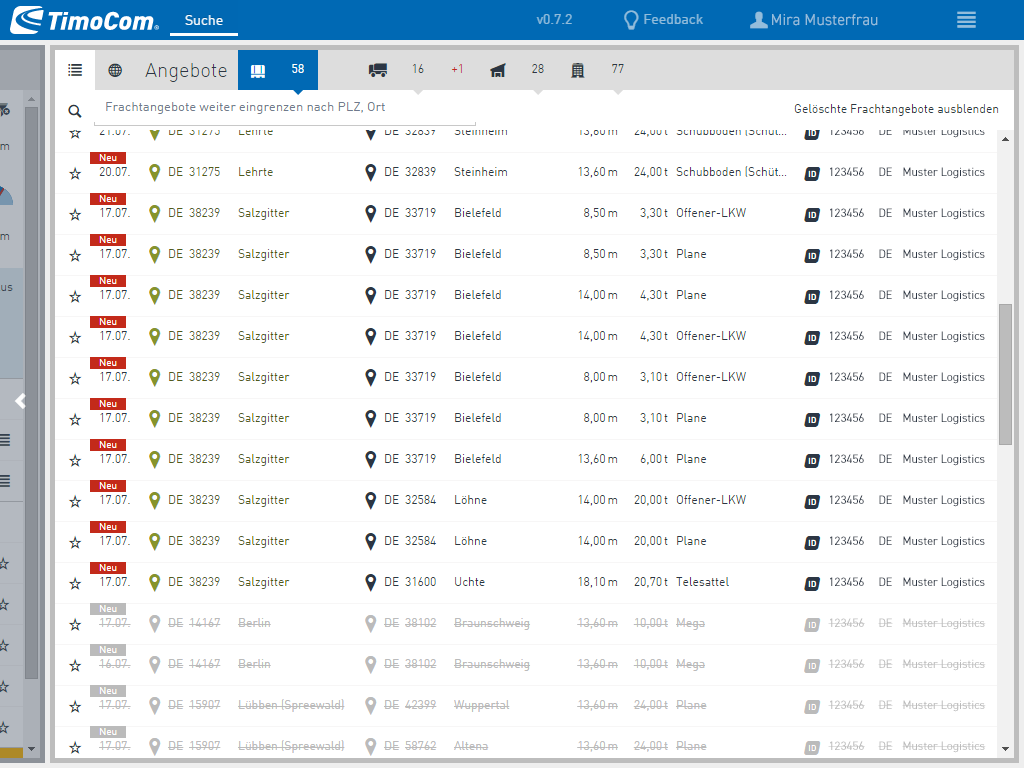 TimoCom® Suche v0.7.2 Feedback Mira Musterfrau
Angebote 58 16 +1 28 77
Frachtangebote weiter eingrenzen nach PLZ, Ort Gelöschte Frachtangebote ausblenden
21.07. DE 31275 Lehrte DE 32839 Steinheim 13,60 m 24,00 t Schubboden (Schüt... ID 123456 DE Muster Logistics
Neu
20.07. DE 31275 Lehrte DE 32839 Steinheim 13,60 m 24,00 t Schubboden (Schüt... ID 123456 DE Muster Logistics
Neu
17.07. DE 38239 Salzgitter DE 33719 Bielefeld 8,50 m 3,30 t Offener-LKW ID 123456 DE Muster Logistics
Neu
17.07. DE 38239 Salzgitter DE 33719 Bielefeld 8,50 m 3,30 t Plane ID 123456 DE Muster Logistics
Neu
17.07. DE 38239 Salzgitter DE 33719 Bielefeld 14,00 m 4,30 t Plane ID 123456 DE Muster Logistics
Neu
17.07. DE 38239 Salzgitter DE 33719 Bielefeld 14,00 m 4,30 t Offener-LKW ID 123456 DE Muster Logistics
Neu
17.07. DE 38239 Salzgitter DE 33719 Bielefeld 8,00 m 3,10 t Offener-LKW ID 123456 DE Muster Logistics
Neu
17.07. DE 38239 Salzgitter DE 33719 Bielefeld 8,00 m 3,10 t Plane ID 123456 DE Muster Logistics
Neu
17.07. DE 38239 Salzgitter DE 33719 Bielefeld 13,60 m 6,00 t Plane ID 123456 DE Muster Logistics
Neu
17.07. DE 38239 Salzgitter DE 32584 Löhne 14,00 m 20,00 t Offener-LKW ID 123456 DE Muster Logistics
Neu
17.07. DE 38239 Salzgitter DE 32584 Löhne 14,00 m 20,00 t Plane ID 123456 DE Muster Logistics
Neu
17.07. DE 38239 Salzgitter DE 31600 Uchte 18,10 m 20,70 t Telesattel ID 123456 DE Muster Logistics
Neu
17.07. DE 14167 Berlin DE 38102 Braunschweig 13,60 m 10,00 t Mega ID 123456 DE Muster Logistics
Neu
16.07. DE 14167 Berlin DE 38102 Braunschweig 13,60 m 10,00 t Mega ID 123456 DE Muster Logistics
Neu
17.07. DE 15907 Lübben (Spreewald) DE 42399 Wuppertal 13,60 m 24,00 t Plane ID 123456 DE Muster Logistics
Neu
17.07. DE 15907 Lübben (Spreewald) DE 58762 Altena 13,60 m 24,00 t Plane ID 123456 DE Muster Logistics
m
m
us